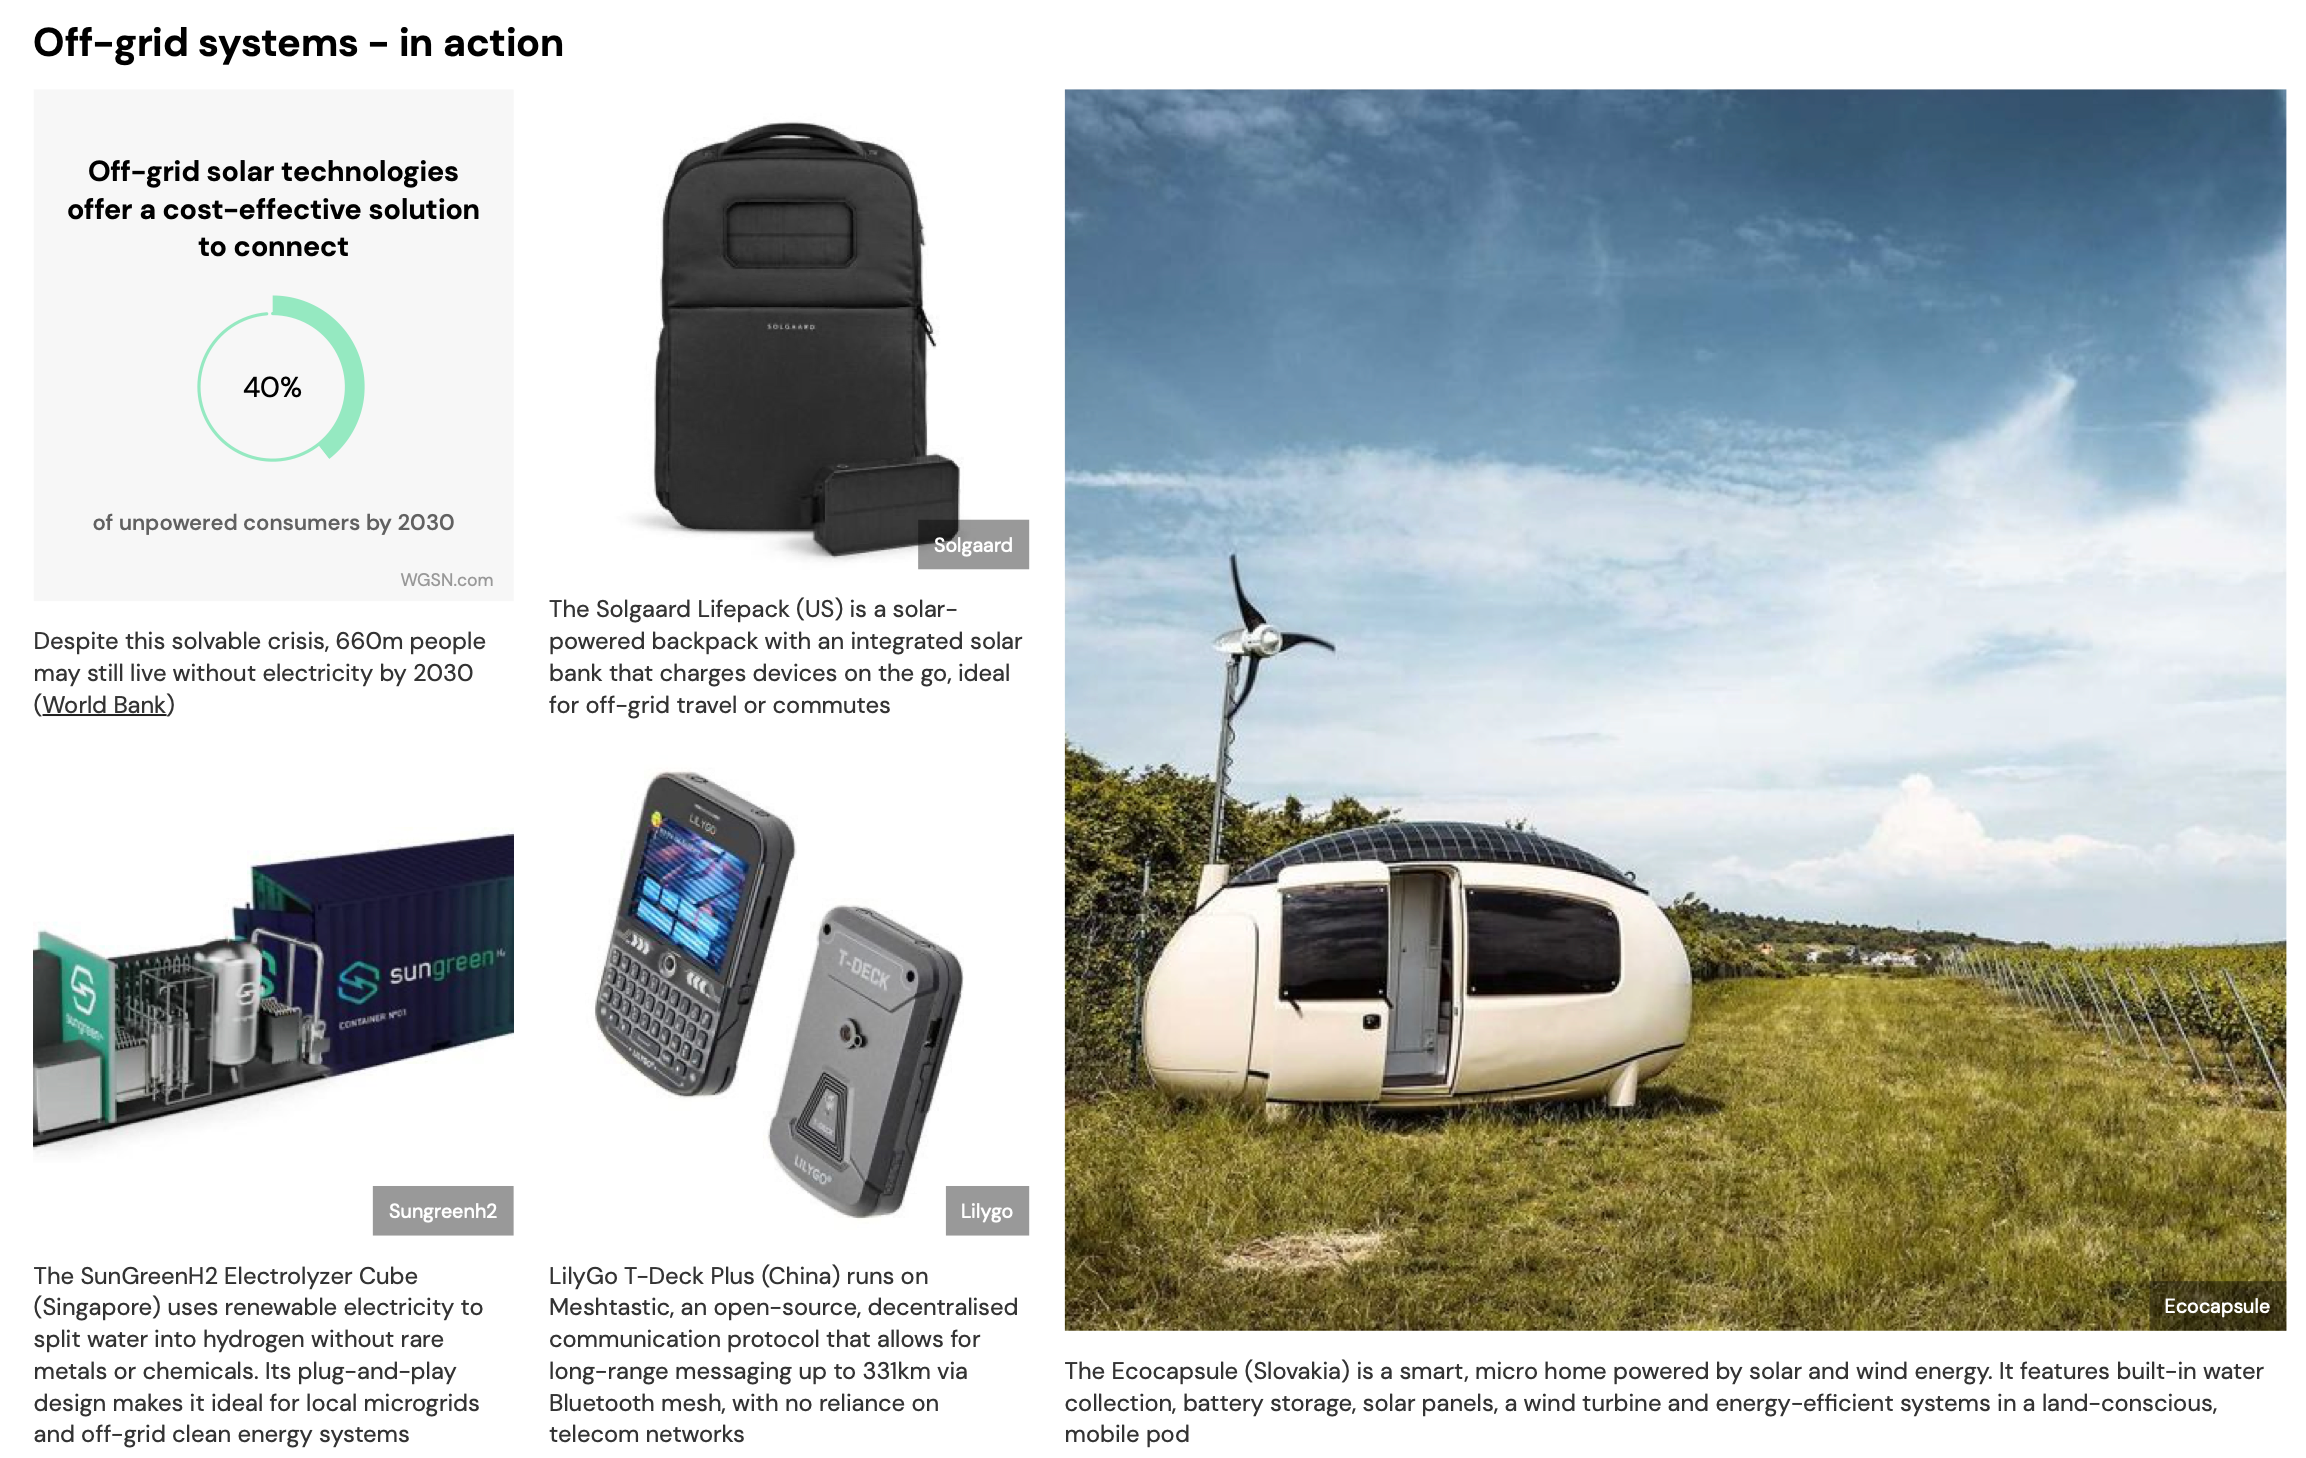 Off-grid systems - in action
Off-grid solar technologies
offer a cost-effective solution
to connect
40%
of unpowered consumers by 2030
WGSN.com
Despite this solvable crisis, 660m people
may still live without electricity by 2030
(World Bank)
SOLGAARD
Solgaard
The Solgaard Lifepack (US) is a solar-
powered backpack with an integrated solar
bank that charges devices on the go, ideal
for off-grid travel or commutes
sungreen
sungreen H₂
CONTAINER Nº01
Sungreenh2
The SunGreenH2 Electrolyzer Cube
(Singapore) uses renewable electricity to
split water into hydrogen without rare
metals or chemicals. Its plug-and-play
design makes it ideal for local microgrids
and off-grid clean energy systems
LILYGO
LILYGO
T-DECK
T-DECK
LILYGO®
Lilygo
LilyGo T-Deck Plus (China) runs on
Meshtastic, an open-source, decentralised
communication protocol that allows for
long-range messaging up to 331km via
Bluetooth mesh, with no reliance on
telecom networks
Ecocapsule
The Ecocapsule (Slovakia) is a smart, micro home powered by solar and wind energy. It features built-in water
collection, battery storage, solar panels, a wind turbine and energy-efficient systems in a land-conscious,
mobile pod